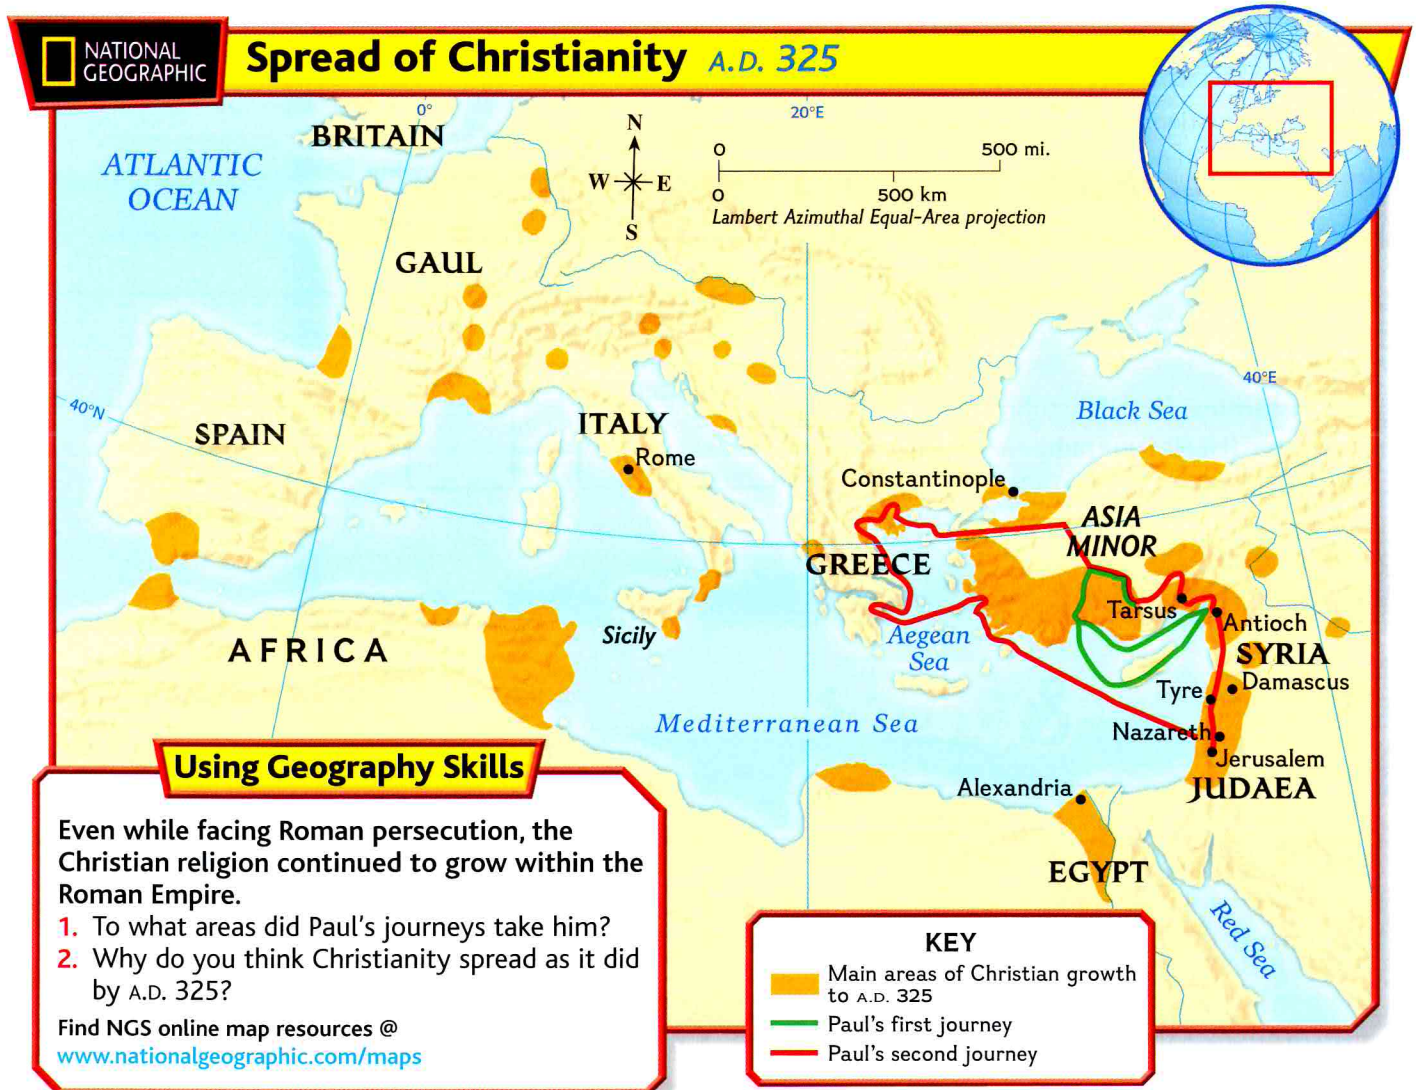 NATIONAL
GEOGRAPHIC
Spread of Christianity A.D. 325
0°
20°E
BRITAIN
ATLANTIC
OCEAN
N
W E
S
0 500 mi.
0 500 km
Lambert Azimuthal Equal-Area projection
GAUL
40°E
40°N
Black Sea
SPAIN
ITALY
Rome
Constantinople
ASIA
MINOR
GREECE
Tarsus
Antioch
AFRICA
Sicily
Aegean
Sea
SYRIA
Damascus
Tyre
Mediterranean Sea
Nazareth
Jerusalem
JUDAEA
Alexandria
EGYPT
Red Sea
Using Geography Skills
Even while facing Roman persecution, the
Christian religion continued to grow within the
Roman Empire.
1. To what areas did Paul's journeys take him?
2. Why do you think Christianity spread as it did
by A.D. 325?
Find NGS online map resources @
www.nationalgeographic.com/maps
KEY
Main areas of Christian growth
to A.D. 325
Paul's first journey
Paul's second journey